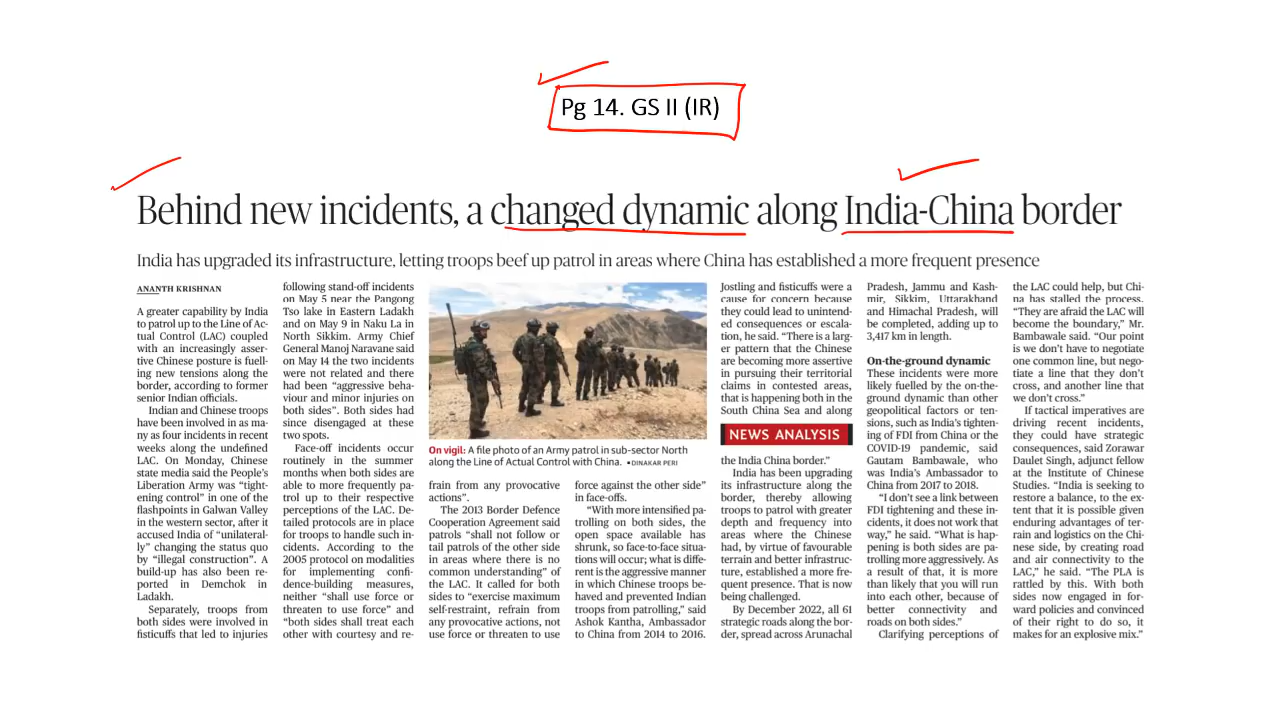 Pg 14. GS II (IR)
Behind new incidents, a changed dynamic along India-China border
India has upgraded its infrastructure, letting troops beef up patrol in areas where China has established a more frequent presence
ANANTH KRISHNAN
A greater capability by India
to patrol up to the Line of Ac-
tual Control (LAC) coupled
with an increasingly asser-
tive Chinese posture is fuell-
ing new tensions along the
border, according to former
senior Indian officials.
Indian and Chinese troops
have been involved in as ma-
ny as four incidents in recent
weeks along the undefined
LAC. On Monday, Chinese
state media said the People's
Liberation Army was "tight-
ening control" in one of the
flashpoints in Galwan Valley
in the western sector, after it
accused India of "unilateral-
ly" changing the status quo
by "illegal construction". A
build-up has also been re-
ported in Demchok in
Ladakh.
Separately, troops from
both sides were involved in
fisticuffs that led to injuries
following stand-off incidents
on May 5 near the Pangong
Tso lake in Eastern Ladakh
and on May 9 in Naku La in
North Sikkim. Army Chief
General Manoj Naravane said
on May 14 the two incidents
were not related and there
had been "aggressive beha-
viour and minor injuries on
both sides". Both sides had
since disengaged at these
two spots.
Face-off incidents occur
routinely in the summer
months when both sides are
able to more frequently pa-
trol up to their respective
perceptions of the LAC. De-
tailed protocols are in place
for troops to handle such in-
cidents. According to the
2005 protocol on modalities
for implementing confi-
dence-building measures,
neither "shall use force or
threaten to use force" and
"both sides shall treat each
other with courtesy and re-
On vigil: A file photo of an Army patrol in sub-sector North
along the Line of Actual Control with China. ▪DINAKAR PERI
frain from any provocative
actions".
The 2013 Border Defence
Cooperation Agreement said
patrols "shall not follow or
tail patrols of the other side
in areas where there is no
common understanding" of
the LAC. It called for both
sides to "exercise maximum
self-restraint, refrain from
any provocative actions, not
use force or threaten to use
force against the other side"
in face-offs.
"With more intensified pa-
trolling on both sides, the
open space available has
shrunk, so face-to-face situa-
tions will occur; what is diffe-
rent is the aggressive manner
in which Chinese troops be-
haved and prevented Indian
troops from patrolling," said
Ashok Kantha, Ambassador
to China from 2014 to 2016.
Jostling and fisticuffs were a
cause for concern because
they could lead to unintend-
ed consequences or escala-
tion, he said. "There is a larg-
er pattern that the Chinese
are becoming more assertive
in pursuing their territorial
claims in contested areas,
that is happening both in the
South China Sea and along
NEWS ANALYSIS
the India China border."
India has been upgrading
its infrastructure along the
border, thereby allowing
troops to patrol with greater
depth and frequency into
areas where the Chinese
had, by virtue of favourable
terrain and better infrastruc-
ture, established a more fre-
quent presence. That is now
being challenged.
By December 2022, all 61
strategic roads along the bor-
der, spread across Arunachal
Pradesh, Jammu and Kash-
mir, Sikkim, Uttarakhand
and Himachal Pradesh, will
be completed, adding up to
3,417 km in length.
On-the-ground dynamic
These incidents were more
likely fuelled by the on-the-
ground dynamic than other
geopolitical factors or ten-
sions, such as India's tighten-
ing of FDI from China or the
COVID-19 pandemic, said
Gautam Bambawale, who
was India's Ambassador to
China from 2017 to 2018.
"I don't see a link between
FDI tightening and these in-
cidents, it does not work that
way," he said. "What is hap-
pening is both sides are pa-
trolling more aggressively. As
a result of that, it is more
than likely that you will run
into each other, because of
better connectivity and
roads on both sides."
Clarifying perceptions of
the LAC could help, but Chi-
na has stalled the process.
"They are afraid the LAC will
become the boundary," Mr.
Bambawale said. "Our point
is we don't have to negotiate
one common line, but nego-
tiate a line that they don't
cross, and another line that
we don't cross."
If tactical imperatives are
driving recent incidents,
they could have strategic
consequences, said Zorawar
Daulet Singh, adjunct fellow
at the Institute of Chinese
Studies. "India is seeking to
restore a balance, to the ex-
tent that it is possible given
enduring advantages of ter-
rain and logistics on the Chi-
nese side, by creating road
and air connectivity to the
LAC," he said. "The PLA is
rattled by this. With both
sides now engaged in for-
ward policies and convinced
of their right to do so, it
makes for an explosive mix."